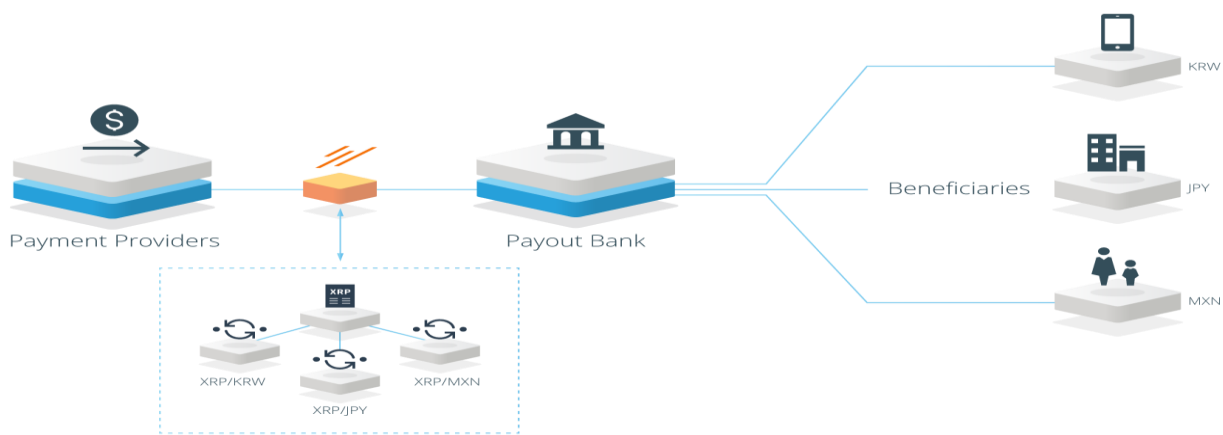 $
KRW
Beneficiaries
JPY
Payment Providers
Payout Bank
XRP
MXN
XRP/KRW
XRP/MXN
XRP/JPY